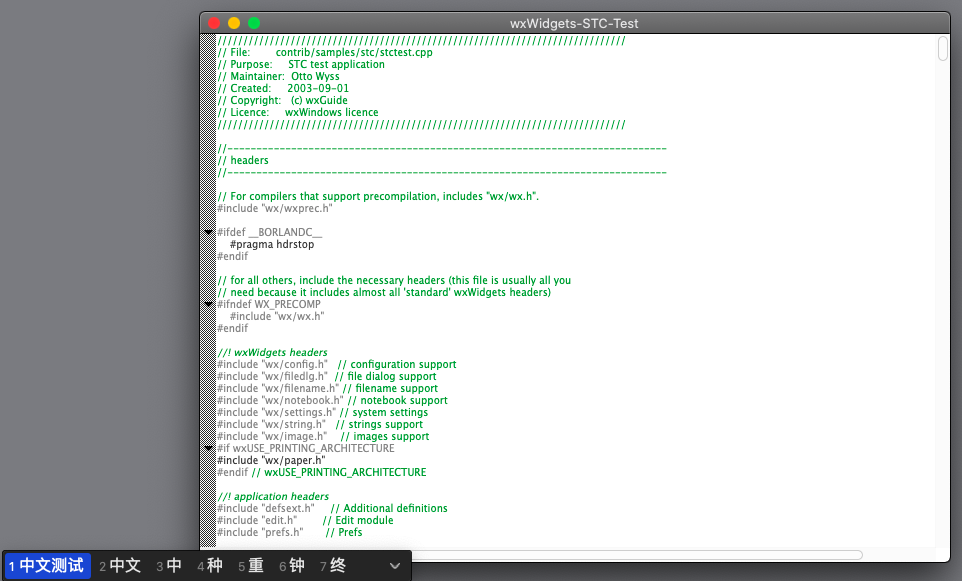 wxWidgets-STC-Test
///////////////////////////////////////////////////////////////////////////////
// File: contrib/samples/stc/stctest.cpp
// Purpose: STC test application
// Maintainer: Otto Wyss
// Created: 2003-09-01
// Copyright: (c) wxGuide
// Licence: wxWindows licence
///////////////////////////////////////////////////////////////////////////////
//----------------------------------------------------------------------------
// headers
//----------------------------------------------------------------------------
// For compilers that support precompilation, includes "wx/wx.h".
#include "wx/wxprec.h"
#ifdef __BORLANDC__
#pragma hdrstop
#endif
// for all others, include the necessary headers (this file is usually all you
// need because it includes almost all 'standard' wxWidgets headers)
#ifndef WX_PRECOMP
#include "wx/wx.h"
#endif
//! wxWidgets headers
#include "wx/config.h" // configuration support
#include "wx/filedlg.h" // file dialog support
#include "wx/filename.h" // filename support
#include "wx/notebook.h" // notebook support
#include "wx/settings.h" // system settings
#include "wx/string.h" // strings support
#include "wx/image.h" // images support
#if wxUSE_PRINTING_ARCHITECTURE
#include "wx/paper.h"
#endif // wxUSE_PRINTING_ARCHITECTURE
//! application headers
#include "defsext.h" // Additional definitions
#include "edit.h" // Edit module
#include "prefs.h" // Prefs
1 中文测试 2 中文 3 中 4 种 5 重 6 钟 7 终